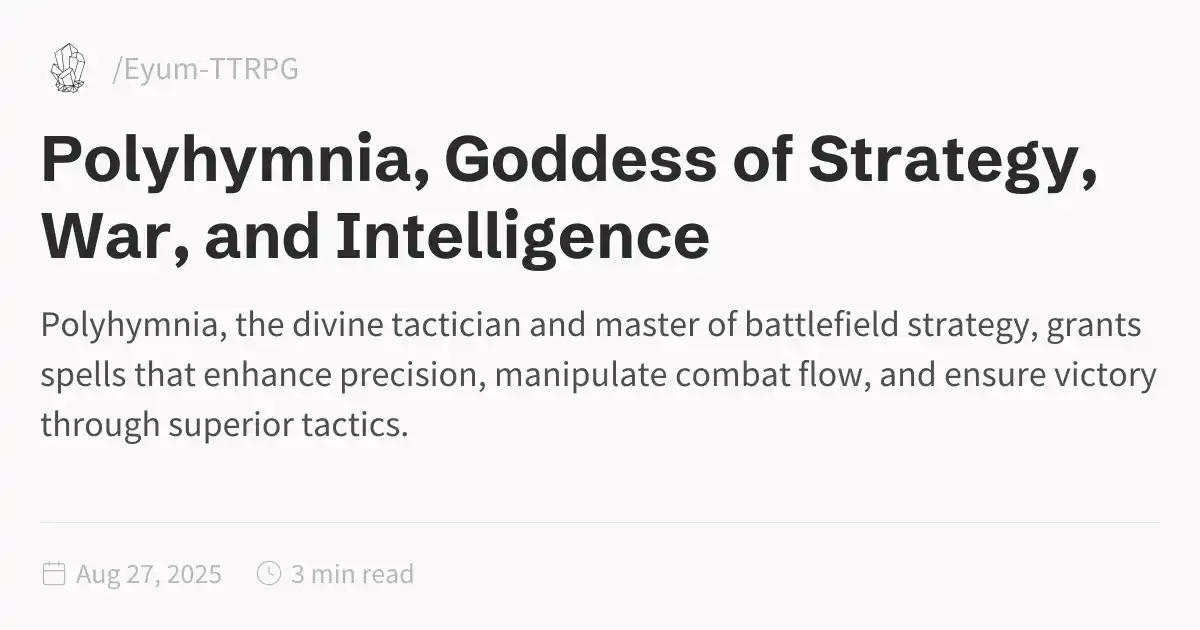 /Eyum-TTRPG
Polyhymnia, Goddess of Strategy,
War, and Intelligence
Polyhymnia, the divine tactician and master of battlefield strategy, grants
spells that enhance precision, manipulate combat flow, and ensure victory
through superior tactics.
Aug 27, 2025 3 min read